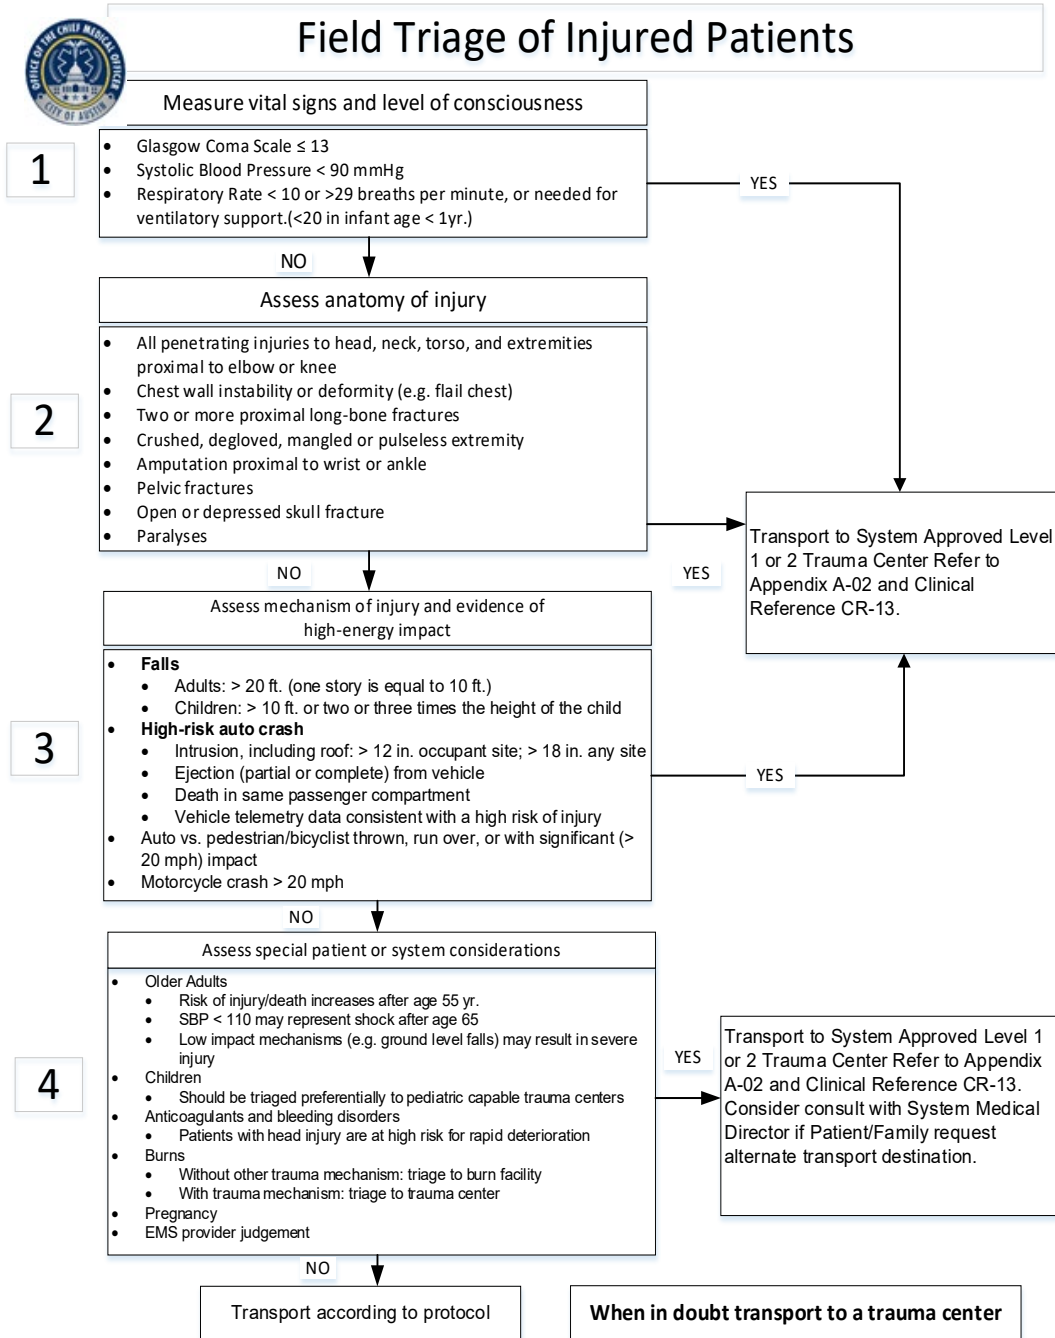 Field Triage of Injured Patients
OFFICE OF THE CHIEF MEDICAL OFFICER
CITY OF AUSTIN
Measure vital signs and level of consciousness
1
• Glasgow Coma Scale ≤ 13
• Systolic Blood Pressure < 90 mmHg
• Respiratory Rate < 10 or >29 breaths per minute, or needed for
ventilatory support.(<20 in infant age < 1yr.)
YES
NO
Assess anatomy of injury
2
• All penetrating injuries to head, neck, torso, and extremities
proximal to elbow or knee
• Chest wall instability or deformity (e.g. flail chest)
• Two or more proximal long-bone fractures
• Crushed, degloved, mangled or pulseless extremity
• Amputation proximal to wrist or ankle
• Pelvic fractures
• Open or depressed skull fracture
• Paralyses
YES
Transport to System Approved Level
1 or 2 Trauma Center Refer to
Appendix A-02 and Clinical
Reference CR-13.
NO
Assess mechanism of injury and evidence of
high-energy impact
3
• Falls
• Adults: > 20 ft. (one story is equal to 10 ft.)
• Children: > 10 ft. or two or three times the height of the child
• High-risk auto crash
• Intrusion, including roof: > 12 in. occupant site; > 18 in. any site
• Ejection (partial or complete) from vehicle
• Death in same passenger compartment
• Vehicle telemetry data consistent with a high risk of injury
• Auto vs. pedestrian/bicyclist thrown, run over, or with significant (>
20 mph) impact
• Motorcycle crash > 20 mph
YES
NO
Assess special patient or system considerations
4
• Older Adults
• Risk of injury/death increases after age 55 yr.
• SBP < 110 may represent shock after age 65
• Low impact mechanisms (e.g. ground level falls) may result in severe
injury
• Children
• Should be triaged preferentially to pediatric capable trauma centers
• Anticoagulants and bleeding disorders
• Patients with head injury are at high risk for rapid deterioration
• Burns
• Without other trauma mechanism: triage to burn facility
• With trauma mechanism: triage to trauma center
• Pregnancy
• EMS provider judgement
YES
Transport to System Approved Level 1
or 2 Trauma Center Refer to Appendix
A-02 and Clinical Reference CR-13.
Consider consult with System Medical
Director if Patient/Family request
alternate transport destination.
NO
Transport according to protocol
When in doubt transport to a trauma center